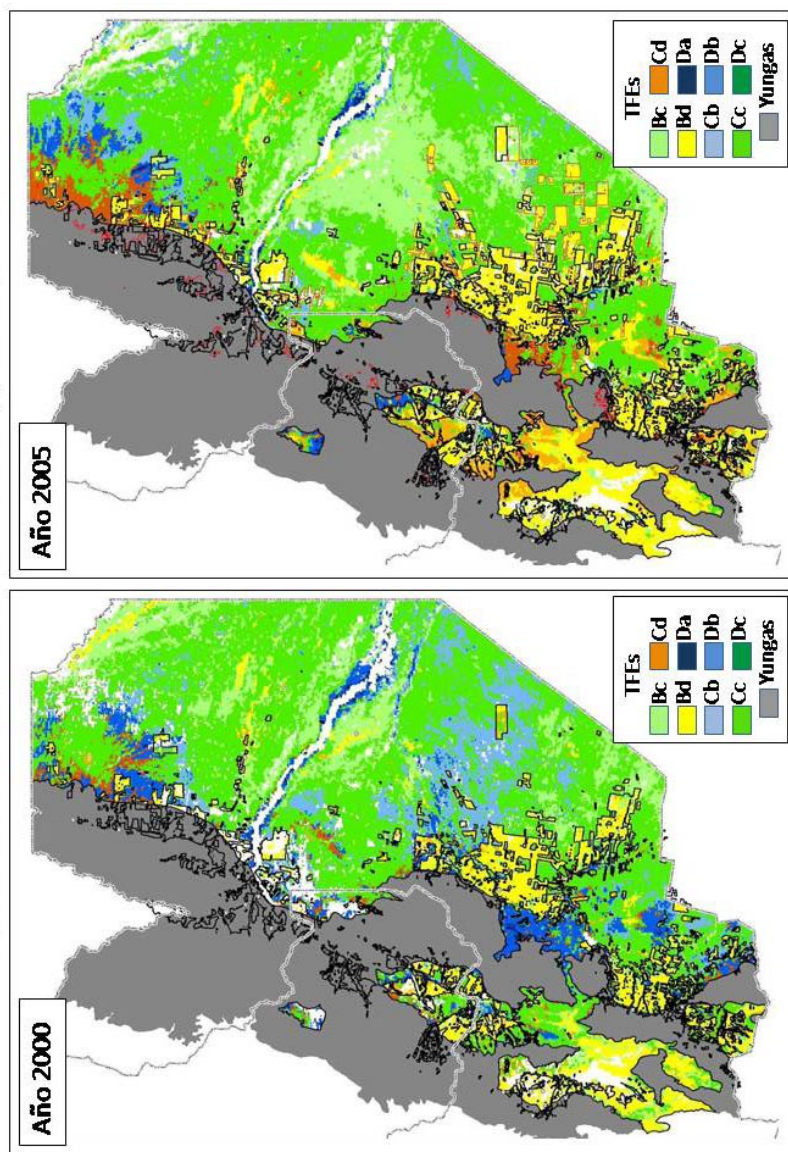 Año 2000
TFEs
Bc Cd
Bd Da
Cb Db
Cc Dc
Yungas
Año 2005
TFEs
Bc Cd
Bd Da
Cb Db
Cc Dc
Yungas